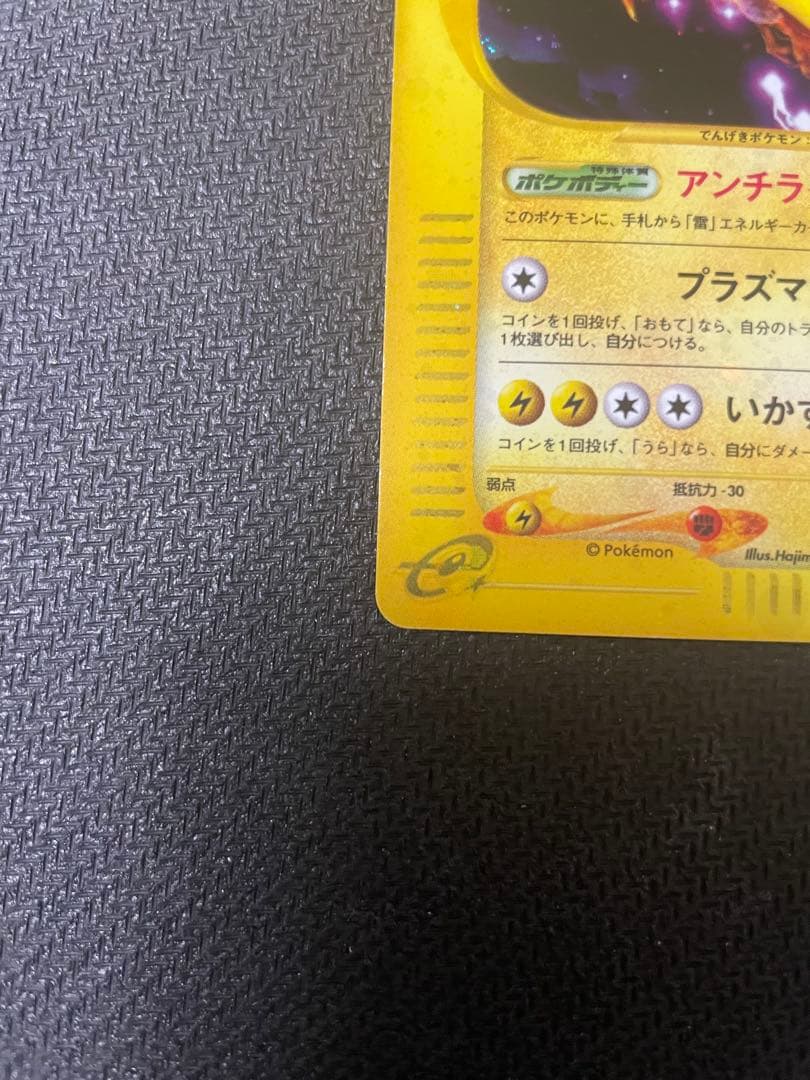 でんげきポケモン
特殊体質
ポケボディー アンチラ
このポケモンに、手札から「雷」エネルギーカ
プラズマ
コインを1回投げ、「おもて」なら、自分のトラ
1枚選び出し、自分につける。
いかず
コインを1回投げ、「うら」なら、自分にダメー
弱点 抵抗力-30
© Pokémon Illus.Hajim
e